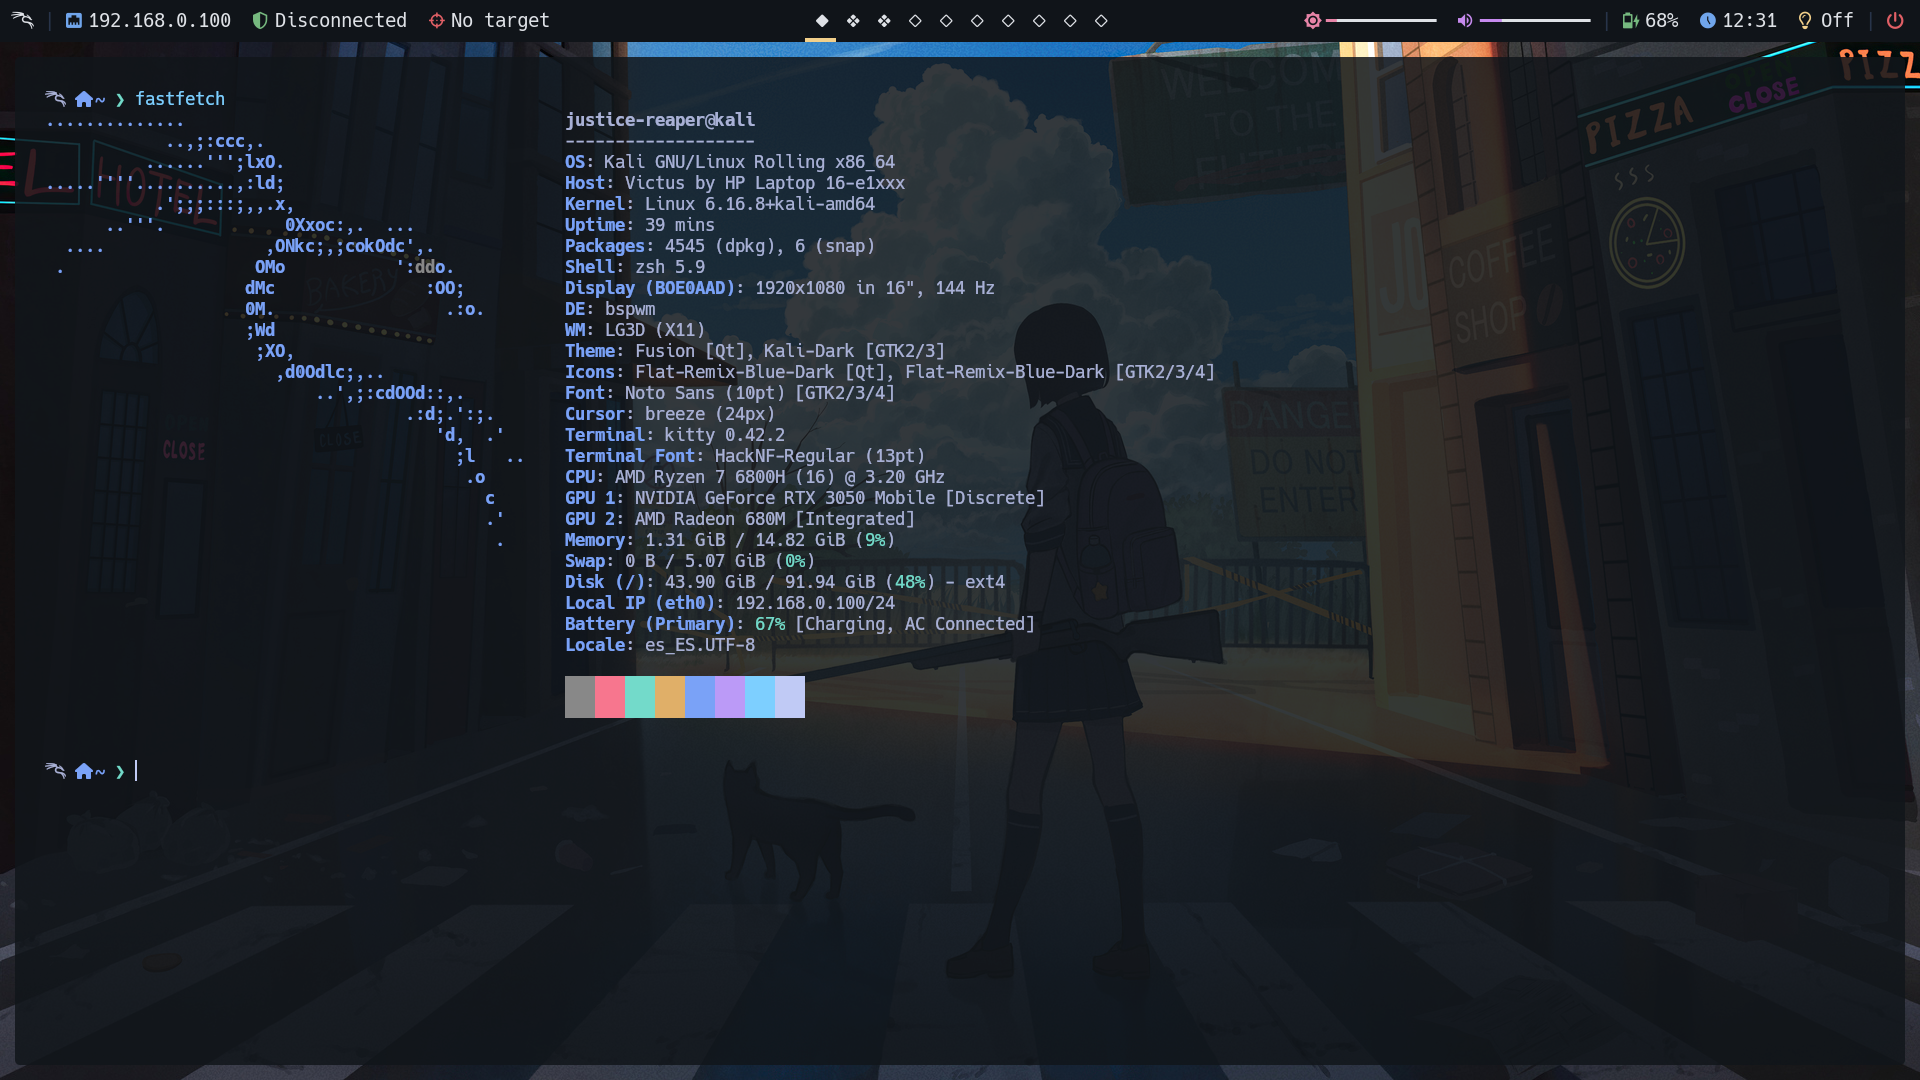 192.168.0.100 Disconnected No target 68% 12:31 Off
~ ❯ fastfetch
..............
..,;:ccc,.
......''';lxO.
.....''''..........,:ld;
.';;;:::;,,.x,
..'''. 0Xxoc:,. ...
.... ,ONkc;,;cokOdc',.
. OMo ':ddo.
dMc :OO;
0M. .:o.
;Wd
;XO,
,d0Odlc;,..
..',;:cdOOd::,.
.:d;.':;.
'd, .'
;l ..
.o
c
.'
.
justice-reaper@kali
-------------------
OS: Kali GNU/Linux Rolling x86_64
Host: Victus by HP Laptop 16-e1xxx
Kernel: Linux 6.16.8+kali-amd64
Uptime: 39 mins
Packages: 4545 (dpkg), 6 (snap)
Shell: zsh 5.9
Display (BOE0AAD): 1920x1080 in 16", 144 Hz
DE: bspwm
WM: LG3D (X11)
Theme: Fusion [Qt], Kali-Dark [GTK2/3]
Icons: Flat-Remix-Blue-Dark [Qt], Flat-Remix-Blue-Dark [GTK2/3/4]
Font: Noto Sans (10pt) [GTK2/3/4]
Cursor: breeze (24px)
Terminal: kitty 0.42.2
Terminal Font: HackNF-Regular (13pt)
CPU: AMD Ryzen 7 6800H (16) @ 3.20 GHz
GPU 1: NVIDIA GeForce RTX 3050 Mobile [Discrete]
GPU 2: AMD Radeon 680M [Integrated]
Memory: 1.31 GiB / 14.82 GiB (9%)
Swap: 0 B / 5.07 GiB (0%)
Disk (/): 43.90 GiB / 91.94 GiB (48%) - ext4
Local IP (eth0): 192.168.0.100/24
Battery (Primary): 67% [Charging, AC Connected]
Locale: es_ES.UTF-8
~ ❯
HOTEL
BAKERY
CLOSE
CLOSE
WELCOME
TO THE
DANGER
DO NOT
ENTER
COFFEE
SHOP
PIZZA
CLOSE
PIZZ